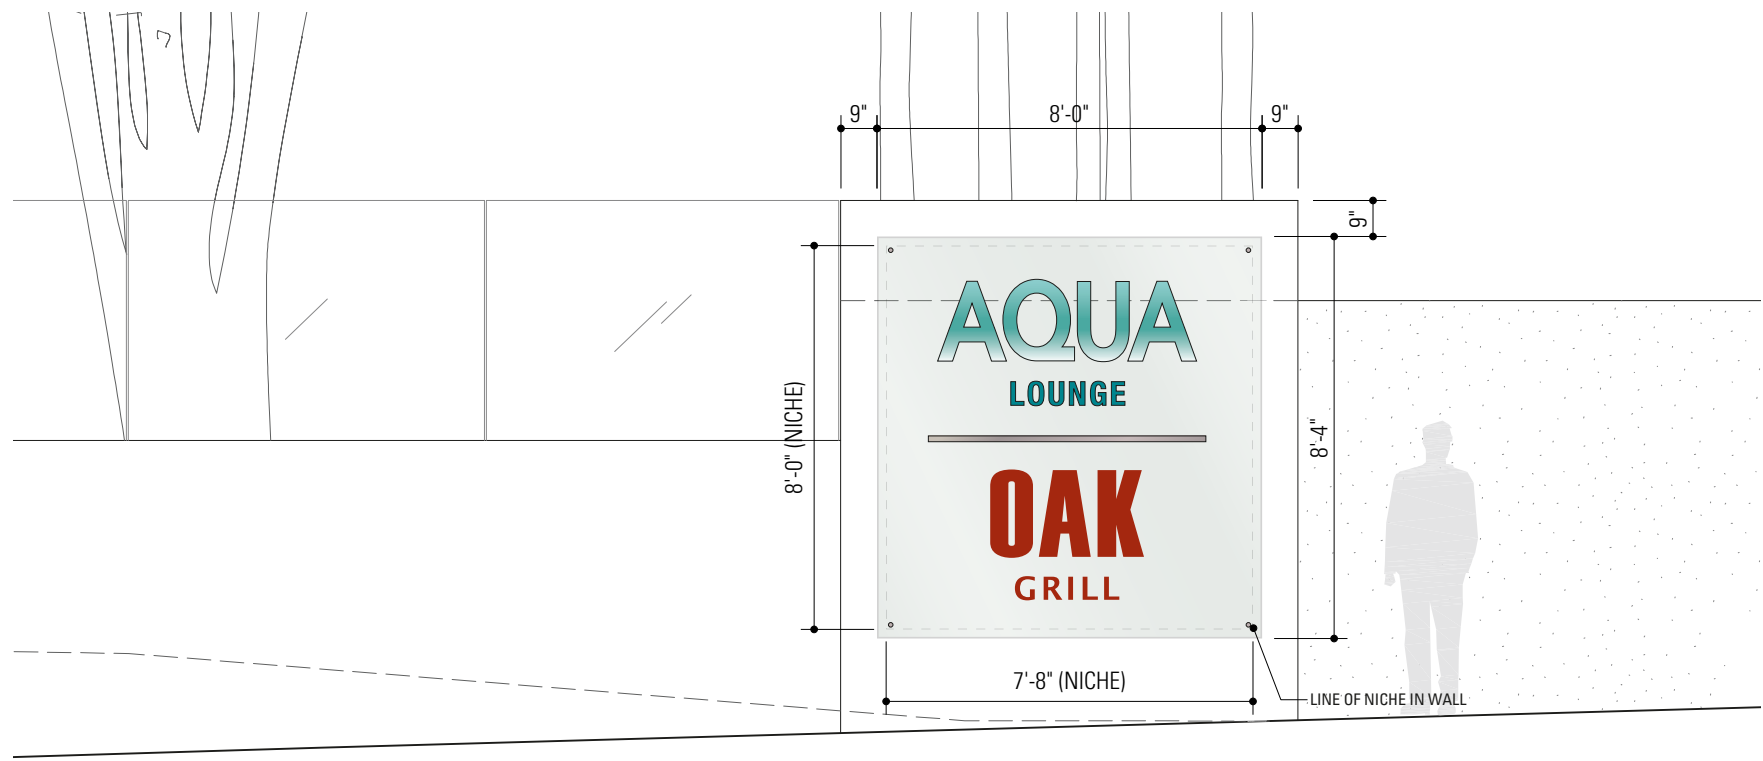 9" 8'-0" 9"
9"
AQUA
LOUNGE
8'-0" (NICHE)
8'-4"
OAK
GRILL
7'-8" (NICHE)
LINE OF NICHE IN WALL